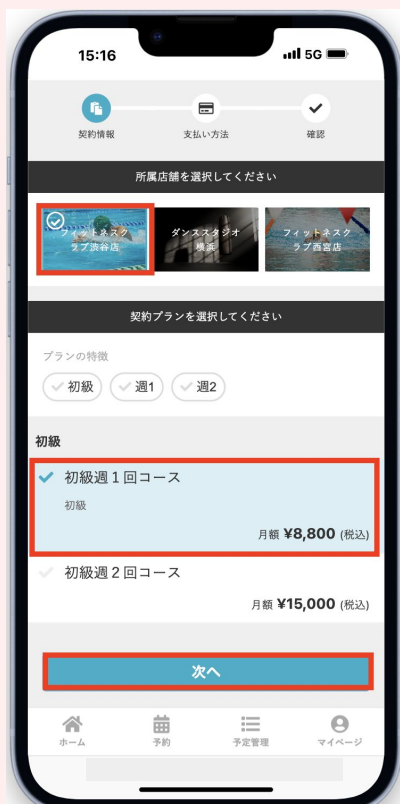 15:16
5G
契約情報
支払い方法
確認
所属店舗を選択してください
フィットネスク
ラブ渋谷店
ダンススタジオ
横浜
フィットネスク
ラブ西宮店
契約プランを選択してください
プランの特徴
初級
週1
週2
初級
初級週1回コース
初級
月額 ¥8,800 (税込)
初級週2回コース
月額 ¥15,000 (税込)
次へ
ホーム
予約
予定管理
マイページ